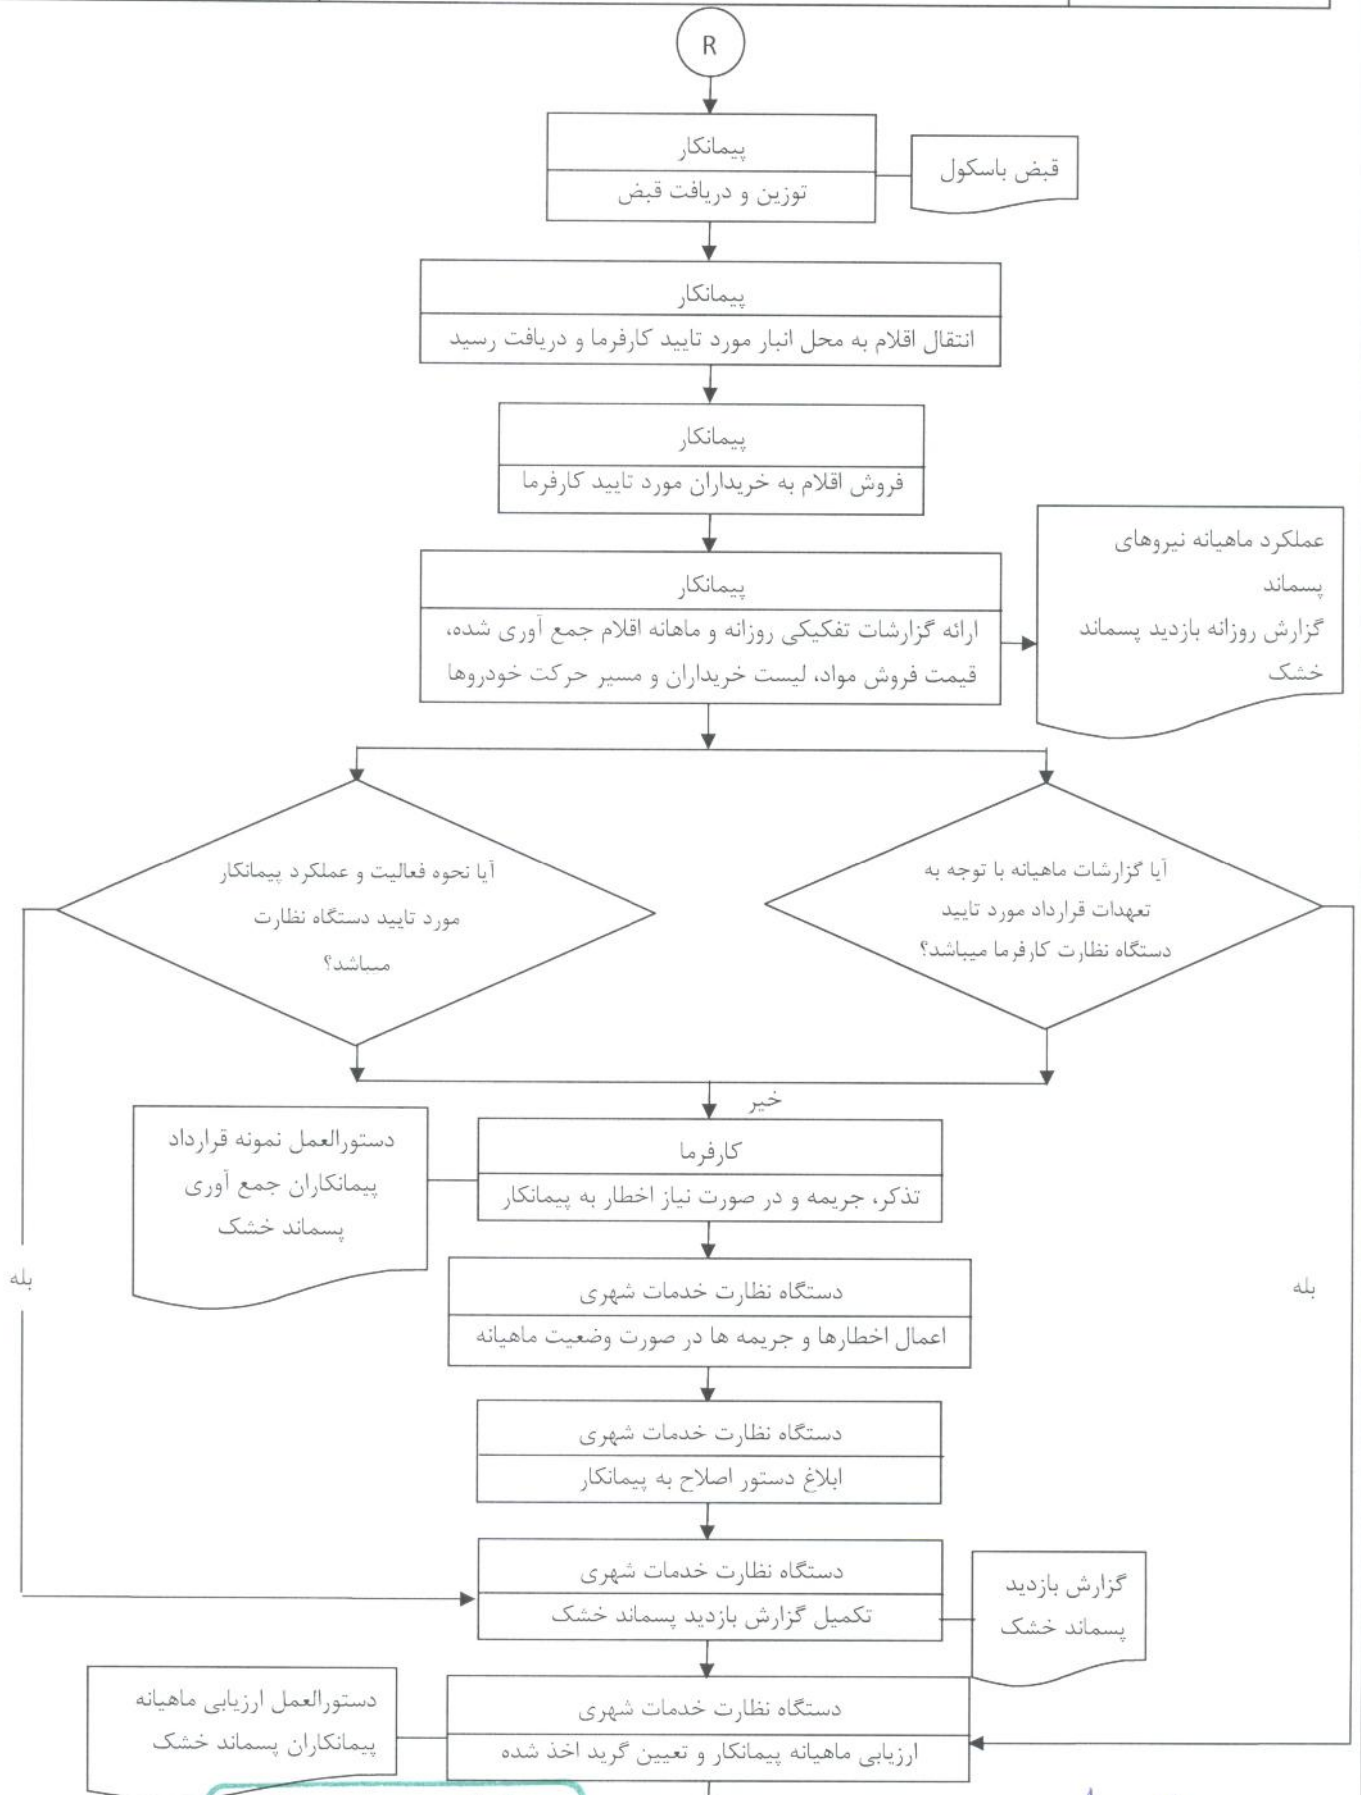 R
پیمانکار
توزین و دریافت قبض
قبض باسکول
پیمانکار
انتقال اقلام به محل انبار مورد تایید کارفرما و دریافت رسید
پیمانکار
فروش اقلام به خریداران مورد تایید کارفرما
پیمانکار
ارائه گزارشات تفکیکی روزانه و ماهانه اقلام جمع آوری شده،
قیمت فروش مواد، لیست خریداران و مسیر حرکت خودروها
عملکرد ماهیانه نیروهای
پسماند
گزارش روزانه بازدید پسماند
خشک
آیا گزارشات ماهیانه با توجه به
تعهدات قرارداد مورد تایید
دستگاه نظارت کارفرما میباشد؟
آیا نحوه فعالیت و عملکرد پیمانکار
مورد تایید دستگاه نظارت
میباشد؟
خیر
کارفرما
تذکر، جریمه و در صورت نیاز اخطار به پیمانکار
دستورالعمل نمونه قرارداد
پیمانکاران جمع آوری
پسماند خشک
بله
بله
دستگاه نظارت خدمات شهری
اعمال اخطارها و جریمه ها در صورت وضعیت ماهیانه
دستگاه نظارت خدمات شهری
ابلاغ دستور اصلاح به پیمانکار
دستگاه نظارت خدمات شهری
تکمیل گزارش بازدید پسماند خشک
گزارش بازدید
پسماند خشک
دستگاه نظارت خدمات شهری
ارزیابی ماهیانه پیمانکار و تعیین گرید اخذ شده
دستورالعمل ارزیابی ماهیانه
پیمانکاران پسماند خشک